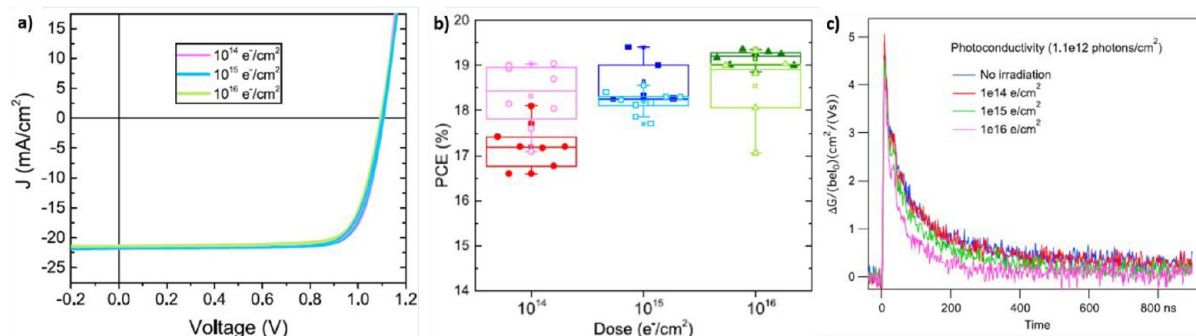 a)
J (mA/cm²)
15
10
5
0
-5
-10
-15
-20
-25
10¹⁴ e⁻/cm²
10¹⁵ e⁻/cm²
10¹⁶ e⁻/cm²
-0.2 0.0 0.2 0.4 0.6 0.8 1.0 1.2
Voltage (V)
b)
PCE (%)
20
19
18
17
16
15
14
10¹⁴ 10¹⁵ 10¹⁶
Dose (e⁻/cm²)
c)
ΔG/(beI₀)(cm²/(Vs)
5
4
3
2
1
0
Photoconductivity (1.1e12 photons/cm²)
No irradiation
1e14 e/cm²
1e15 e/cm²
1e16 e/cm²
0 200 400 600 800 ns
Time